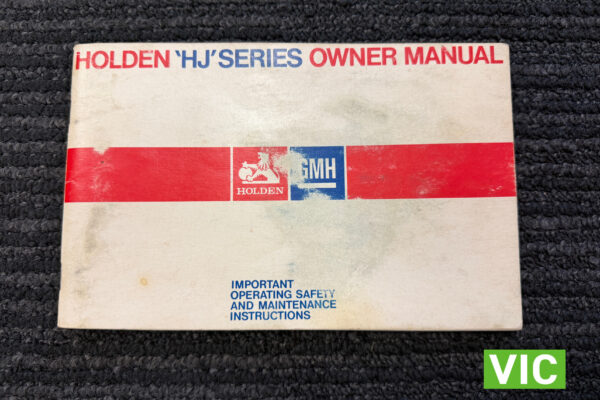 HOLDEN 'HJ' SERIES OWNER MANUAL
HOLDEN
GMH
IMPORTANT
OPERATING SAFETY
AND MAINTENANCE
INSTRUCTIONS
VIC